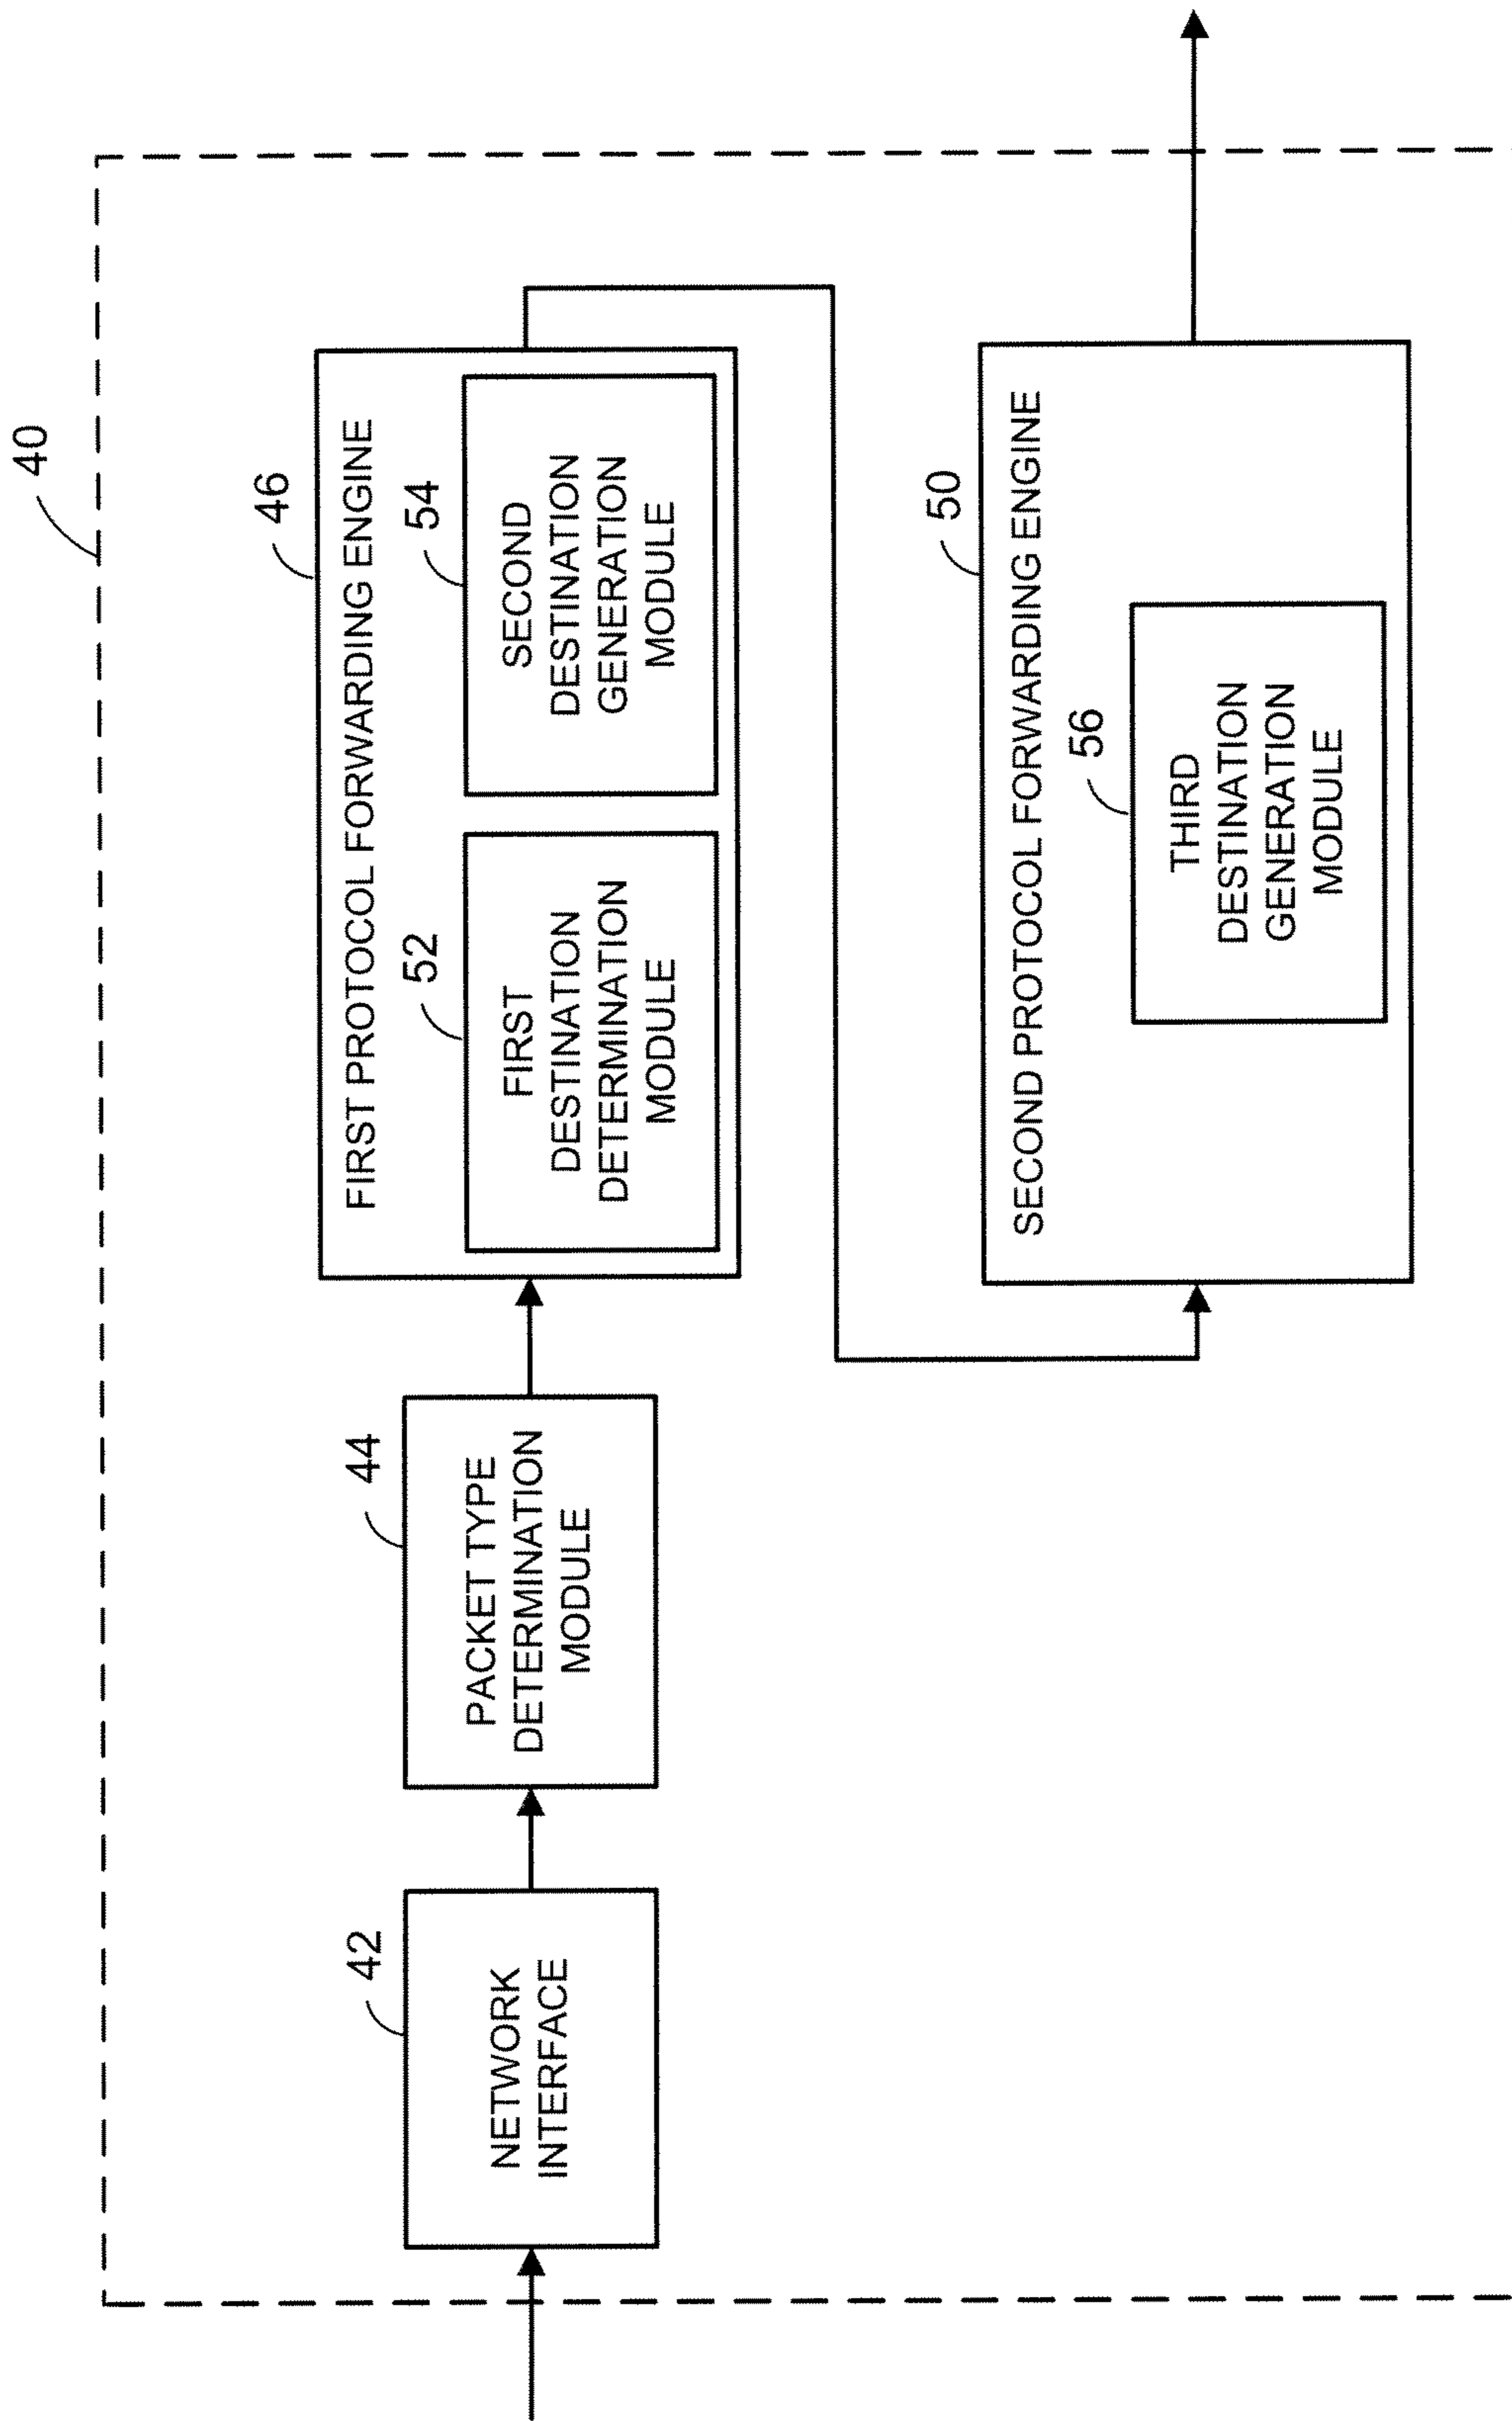 40
46
FIRST PROTOCOL FORWARDING ENGINE
42
NETWORK
INTERFACE
44
PACKET TYPE
DETERMINATION
MODULE
52
FIRST
DESTINATION
DETERMINATION
MODULE
54
SECOND
DESTINATION
GENERATION
MODULE
50
SECOND PROTOCOL FORWARDING ENGINE
56
THIRD
DESTINATION
GENERATION
MODULE